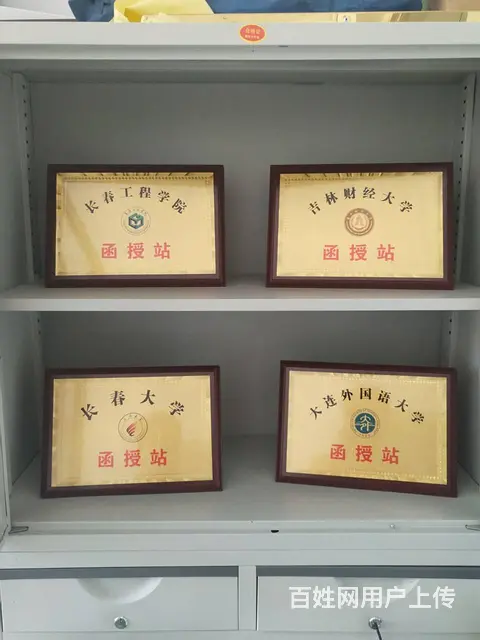 长春工程学院
函授站
吉林财经大学
函授站
长春大学
函授站
大连外国语大学
函授站
百姓网用户上传